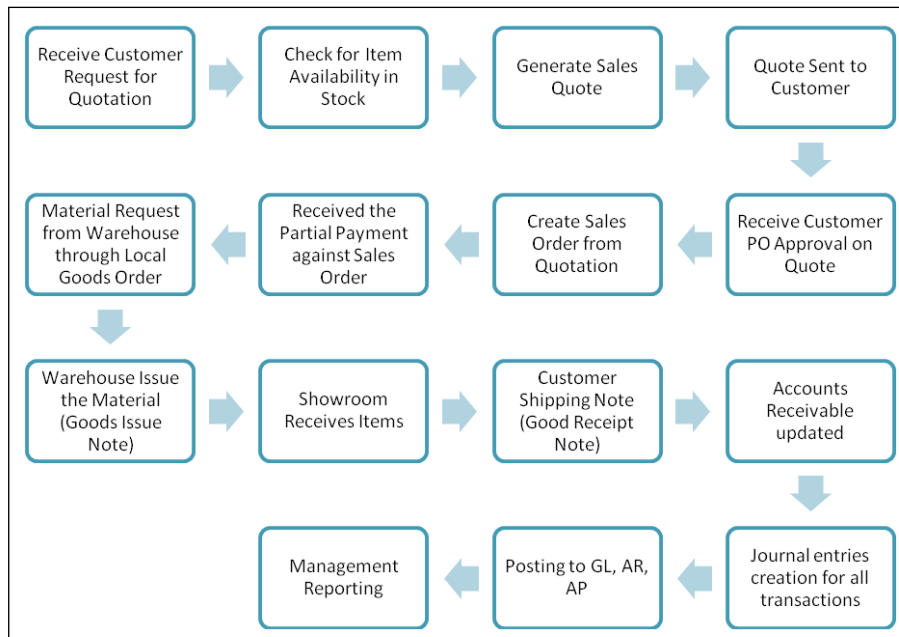 Receive Customer
Request for
Quotation
Check for Item
Availability in
Stock
Generate Sales
Quote
Quote Sent to
Customer
Receive Customer
PO Approval on
Quote
Create Sales
Order from
Quotation
Received the
Partial Payment
against Sales
Order
Material Request
from Warehouse
through Local
Goods Order
Warehouse Issue
the Material
(Goods Issue
Note)
Showroom
Receives Items
Customer
Shipping Note
(Good Receipt
Note)
Accounts
Receivable
updated
Journal entries
creation for all
transactions
Posting to GL, AR,
AP
Management
Reporting